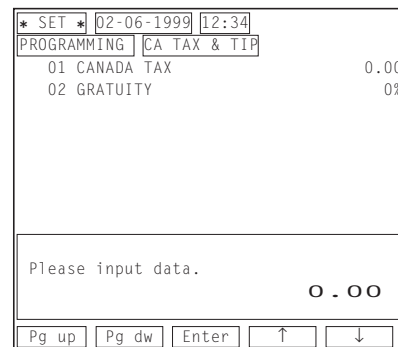 * SET * 02-06-1999 12:34
PROGRAMMING CA TAX & TIP
01 CANADA TAX 0.00
02 GRATUITY 0%
Please input data.
0.00
Pg up Pg dw Enter ↑ ↓